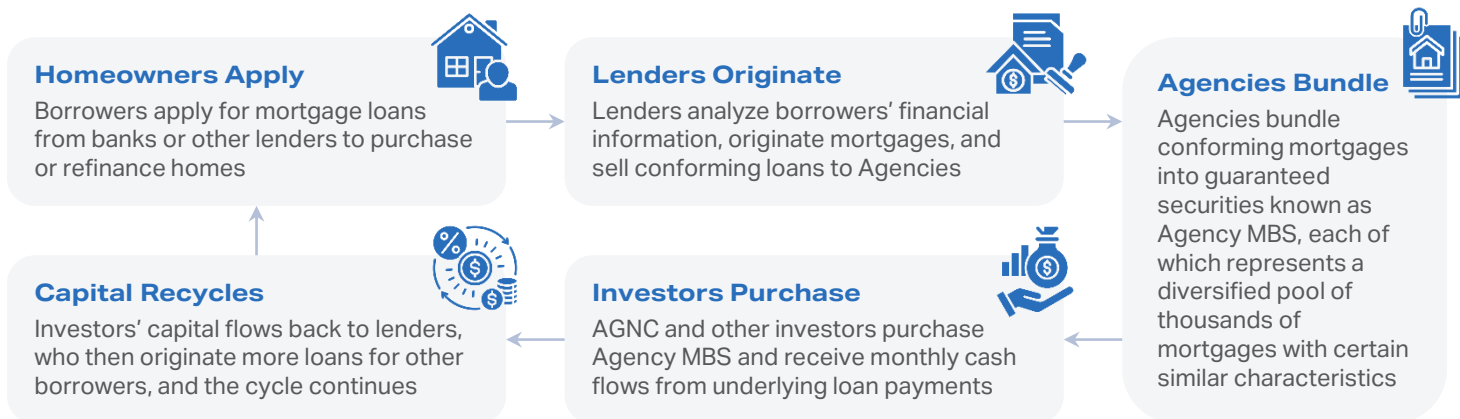 Homeowners Apply
Borrowers apply for mortgage loans
from banks or other lenders to purchase
or refinance homes
Lenders Originate
Lenders analyze borrowers’ financial
information, originate mortgages, and
sell conforming loans to Agencies
Agencies Bundle
Agencies bundle
conforming mortgages
into guaranteed
securities known as
Agency MBS, each of
which represents a
diversified pool of
thousands of
mortgages with certain
similar characteristics
Investors Purchase
AGNC and other investors purchase
Agency MBS and receive monthly cash
flows from underlying loan payments
Capital Recycles
Investors’ capital flows back to lenders,
who then originate more loans for other
borrowers, and the cycle continues